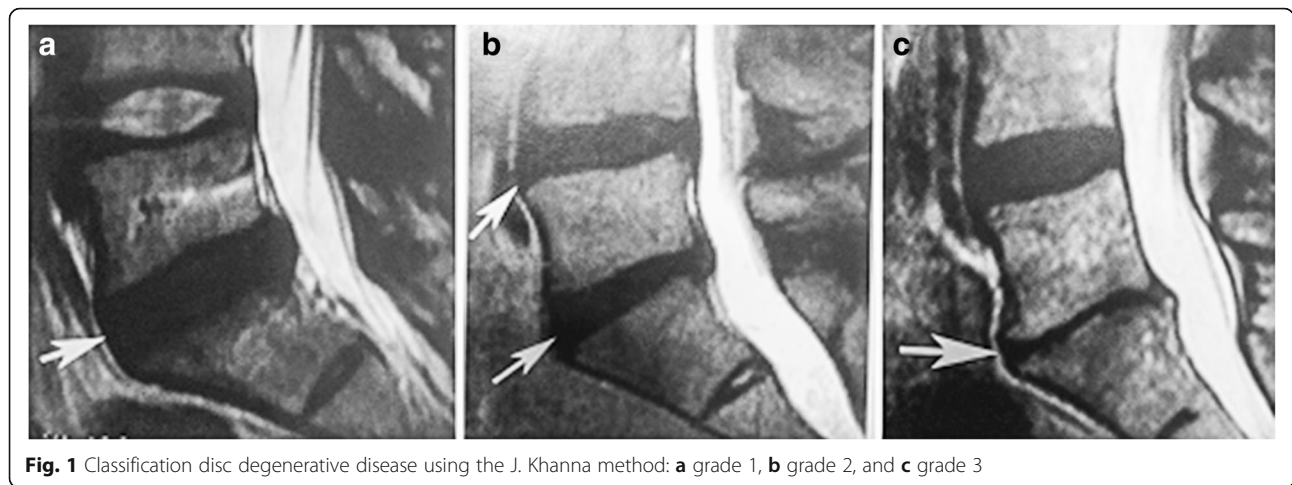 a
b
c
Fig. 1 Classification disc degenerative disease using the J. Khanna method: a grade 1, b grade 2, and c grade 3